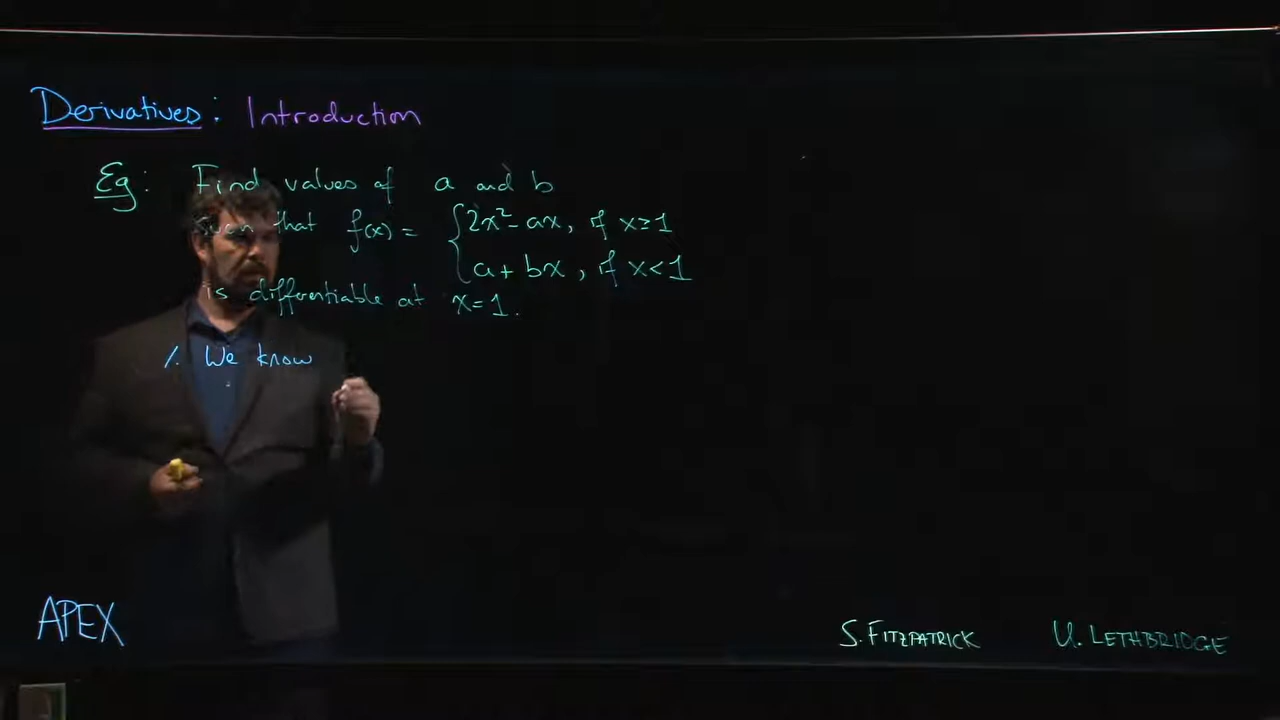 Derivatives: Introduction
Eg: Find values of a and b
Given that f(x) = { 2x² - ax, if x ≥ 1
a + bx, if x < 1
is differentiable at x = 1.
1. We know
APEX
S. FITZPATRICK U. LETHBRIDGE